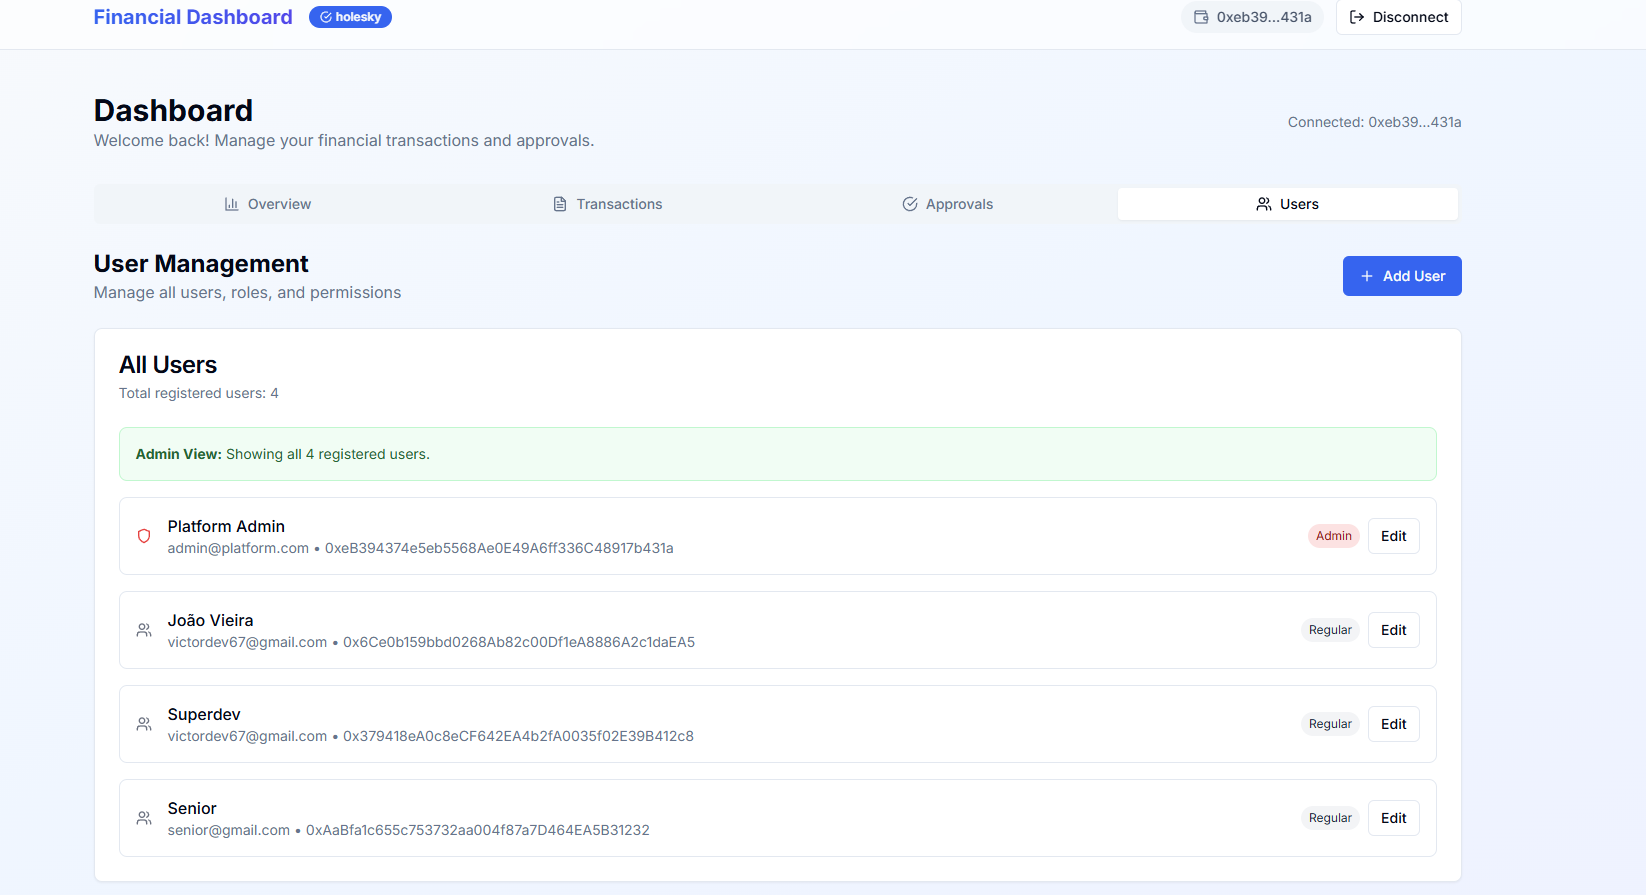 Financial Dashboard holesky 0xeb39...431a Disconnect
Dashboard
Welcome back! Manage your financial transactions and approvals.
Connected: 0xeb39...431a
Overview Transactions Approvals Users
User Management
Manage all users, roles, and permissions
+ Add User
All Users
Total registered users: 4
Admin View: Showing all 4 registered users.
Platform Admin
admin@platform.com • 0xeB394374e5eb5568Ae0E49A6ff336C48917b431a
Admin Edit
João Vieira
victordev67@gmail.com • 0x6Ce0b159bbd0268Ab82c00Df1eA8886A2c1daEA5
Regular Edit
Superdev
victordev67@gmail.com • 0x379418eA0c8eCF642EA4b2fA0035f02E39B412c8
Regular Edit
Senior
senior@gmail.com • 0xAaBfa1c655c753732aa004f87a7D464EA5B31232
Regular Edit